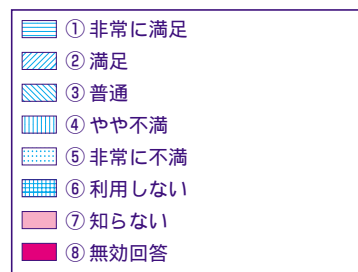 ①非常に満足
②満足
③普通
④やや不満
⑤非常に不満
⑥利用しない
⑦知らない
⑧無効回答